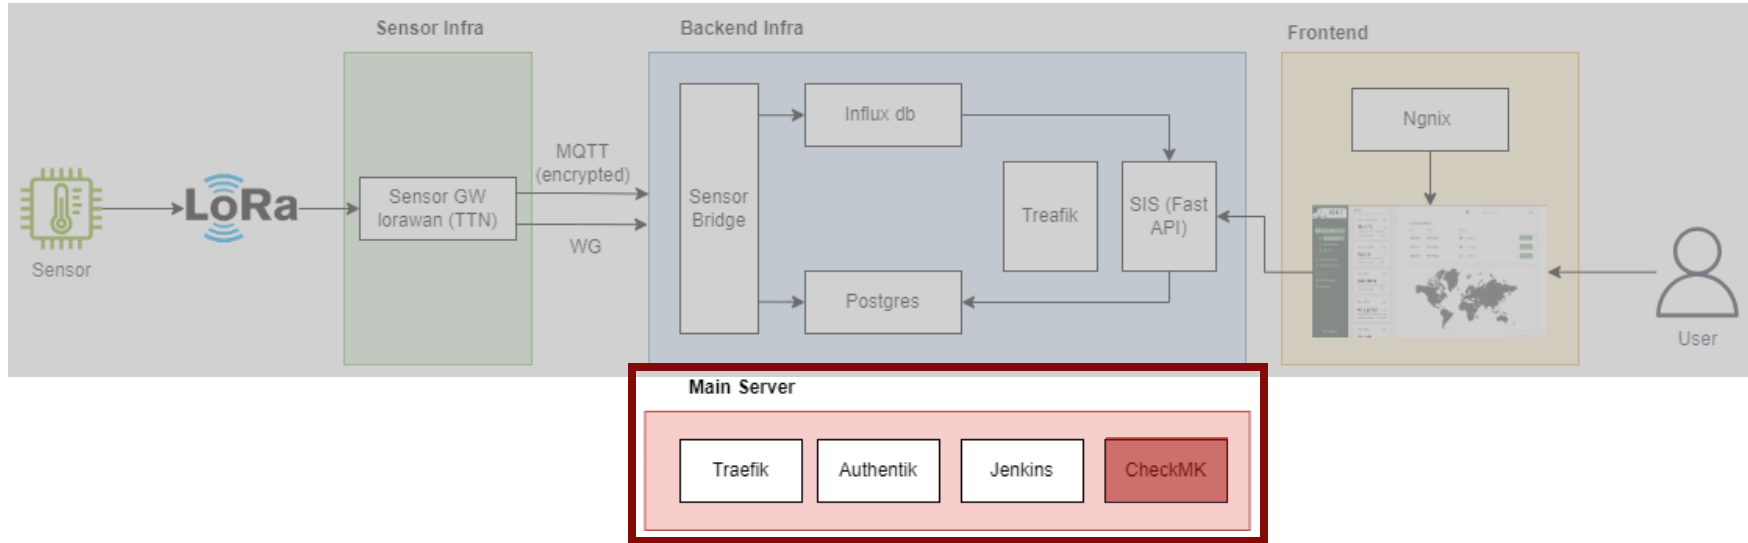 Sensor Infra
Backend Infra
Frontend
Sensor
LoRa
Sensor GW
lorawan (TTN)
MQTT
(encrypted)
WG
Sensor
Bridge
Influx db
Postgres
Treafik
SIS (Fast
API)
Ngnix
User
Main Server
Traefik
Authentik
Jenkins
CheckMK